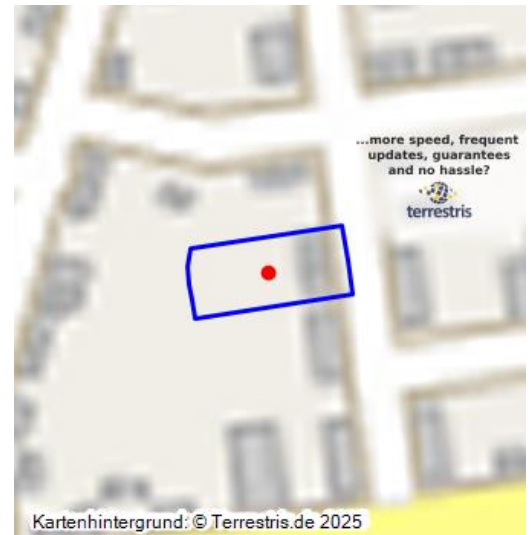 ...more speed, frequent
updates, guarantees
and no hassle?
terrestris
Kartenhintergrund: © Terrestris.de 2025